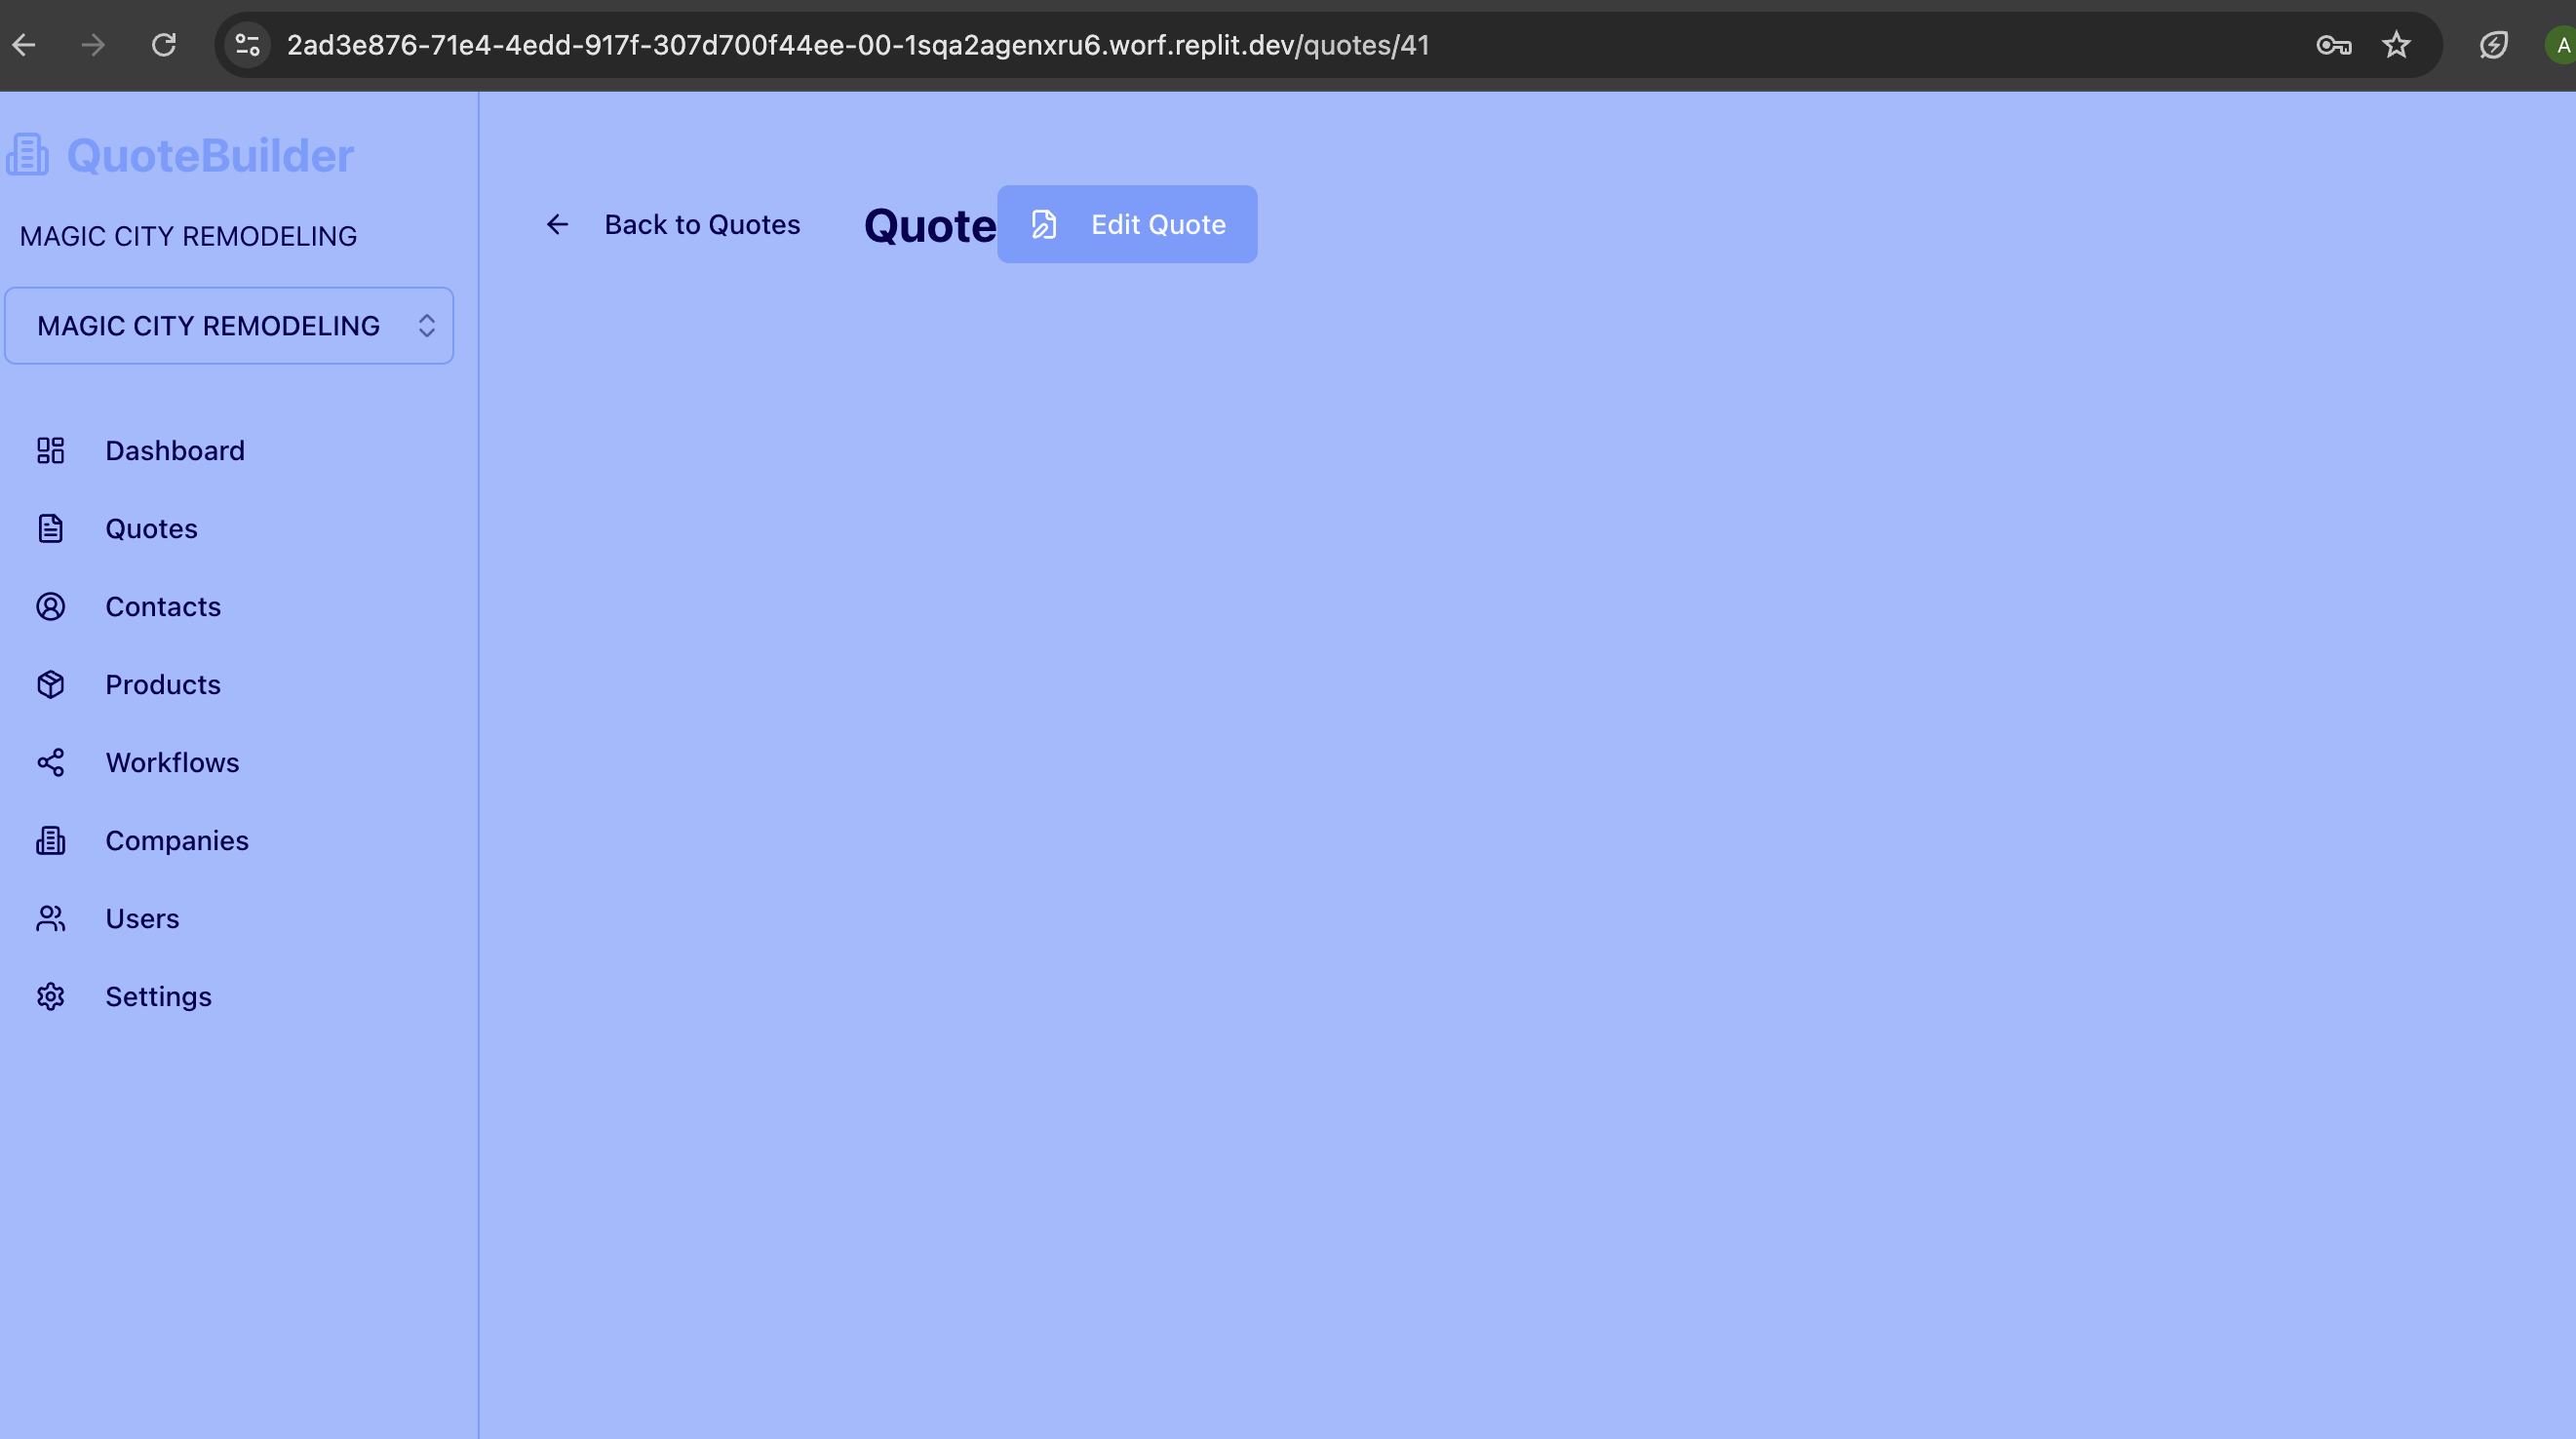 2ad3e876-71e4-4edd-917f-307d700f44ee-00-1sqa2agenxru6.worf.replit.dev/quotes/41
A
QuoteBuilder
MAGIC CITY REMODELING
MAGIC CITY REMODELING
Dashboard
Quotes
Contacts
Products
Workflows
Companies
Users
Settings
Back to Quotes
Quote
Edit Quote